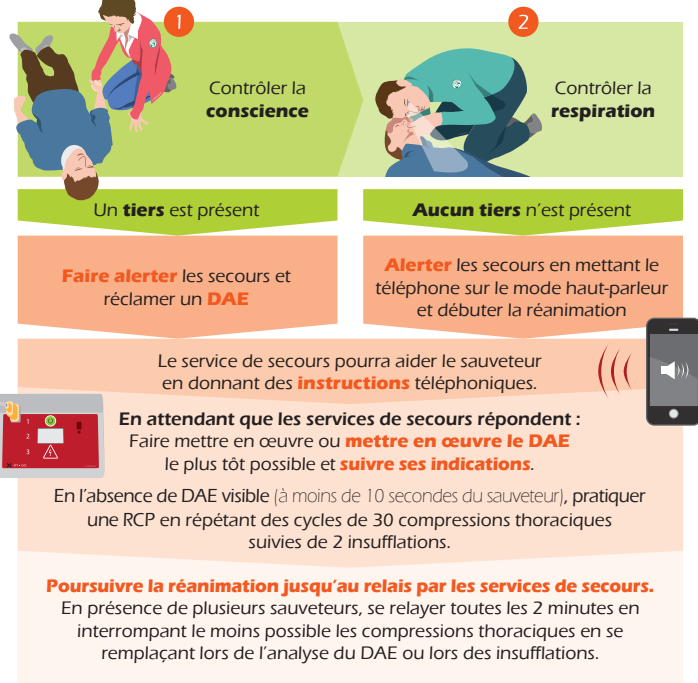 1
Contrôler la
conscience
2
Contrôler la
respiration
Un tiers est présent
Aucun tiers n'est présent
Faire alerter les secours et
réclamer un DAE
Alerter les secours en mettant le
téléphone sur le mode haut-parleur
et débuter la réanimation
Le service de secours pourra aider le sauveteur
en donnant des instructions téléphoniques.
1
2
3
En attendant que les services de secours répondent :
Faire mettre en œuvre ou mettre en œuvre le DAE
le plus tôt possible et suivre ses indications.
En l'absence de DAE visible (à moins de 10 secondes du sauveteur), pratiquer
une RCP en répétant des cycles de 30 compressions thoraciques
suivies de 2 insufflations.
Poursuivre la réanimation jusqu'au relais par les services de secours.
En présence de plusieurs sauveteurs, se relayer toutes les 2 minutes en
interrompant le moins possible les compressions thoraciques en se
remplaçant lors de l'analyse du DAE ou lors des insufflations.